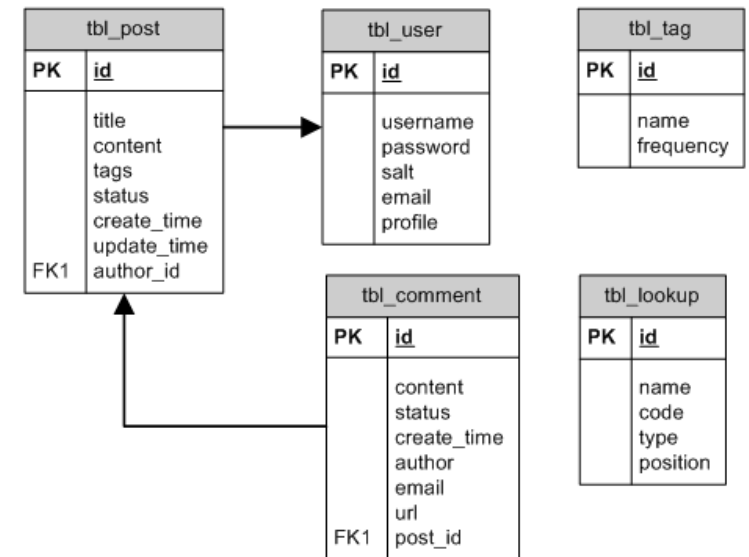 tbl_post
PK id
title
content
tags
status
create_time
update_time
FK1 author_id
tbl_user
PK id
username
password
salt
email
profile
tbl_tag
PK id
name
frequency
tbl_comment
PK id
content
status
create_time
author
email
url
FK1 post_id
tbl_lookup
PK id
name
code
type
position